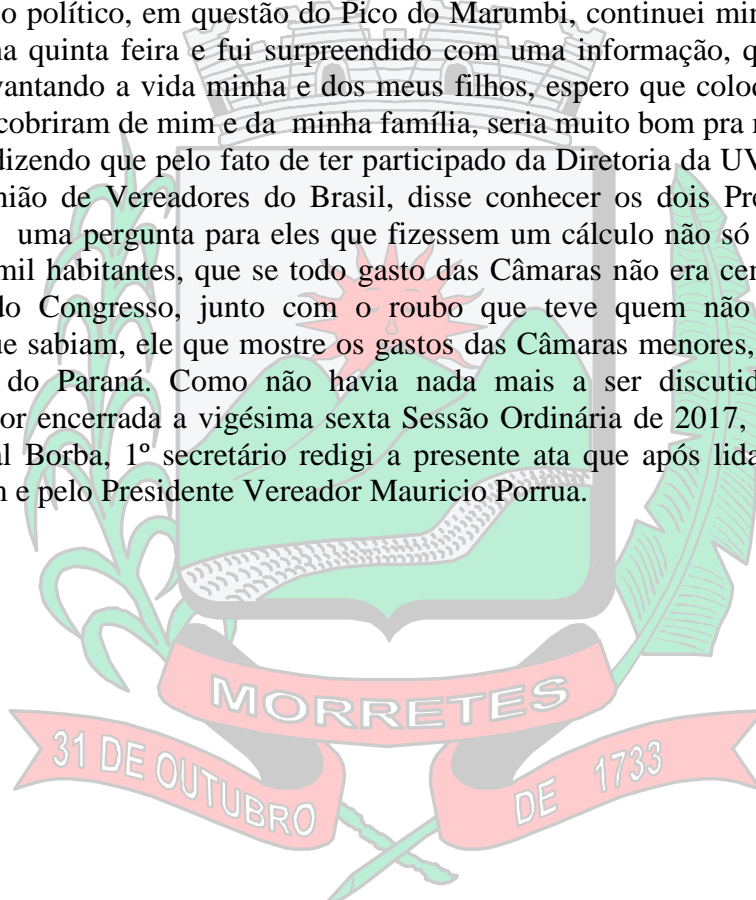 o político, em questão do Pico do Marumbi, continuei min
na quinta feira e fui surpreendido com uma informação, q
vantando a vida minha e dos meus filhos, espero que coloc
cobriram de mim e da minha família, seria muito bom pra
dizendo que pelo fato de ter participado da Diretoria da UV
nião de Vereadores do Brasil, disse conhecer os dois Pre
uma pergunta para eles que fizessem um cálculo não só
mil habitantes, que se todo gasto das Câmaras não era cer
do Congresso, junto com o roubo que teve quem não
ue sabiam, ele que mostre os gastos das Câmaras menores,
do Paraná. Como não havia nada mais a ser discutid
or encerrada a vigésima sexta Sessão Ordinária de 2017,
al Borba, 1º secretário redigi a presente ata que após lida
n e pelo Presidente Vereador Mauricio Porrua.
MORRETES
31 DE OUTUBRO
DE 1733